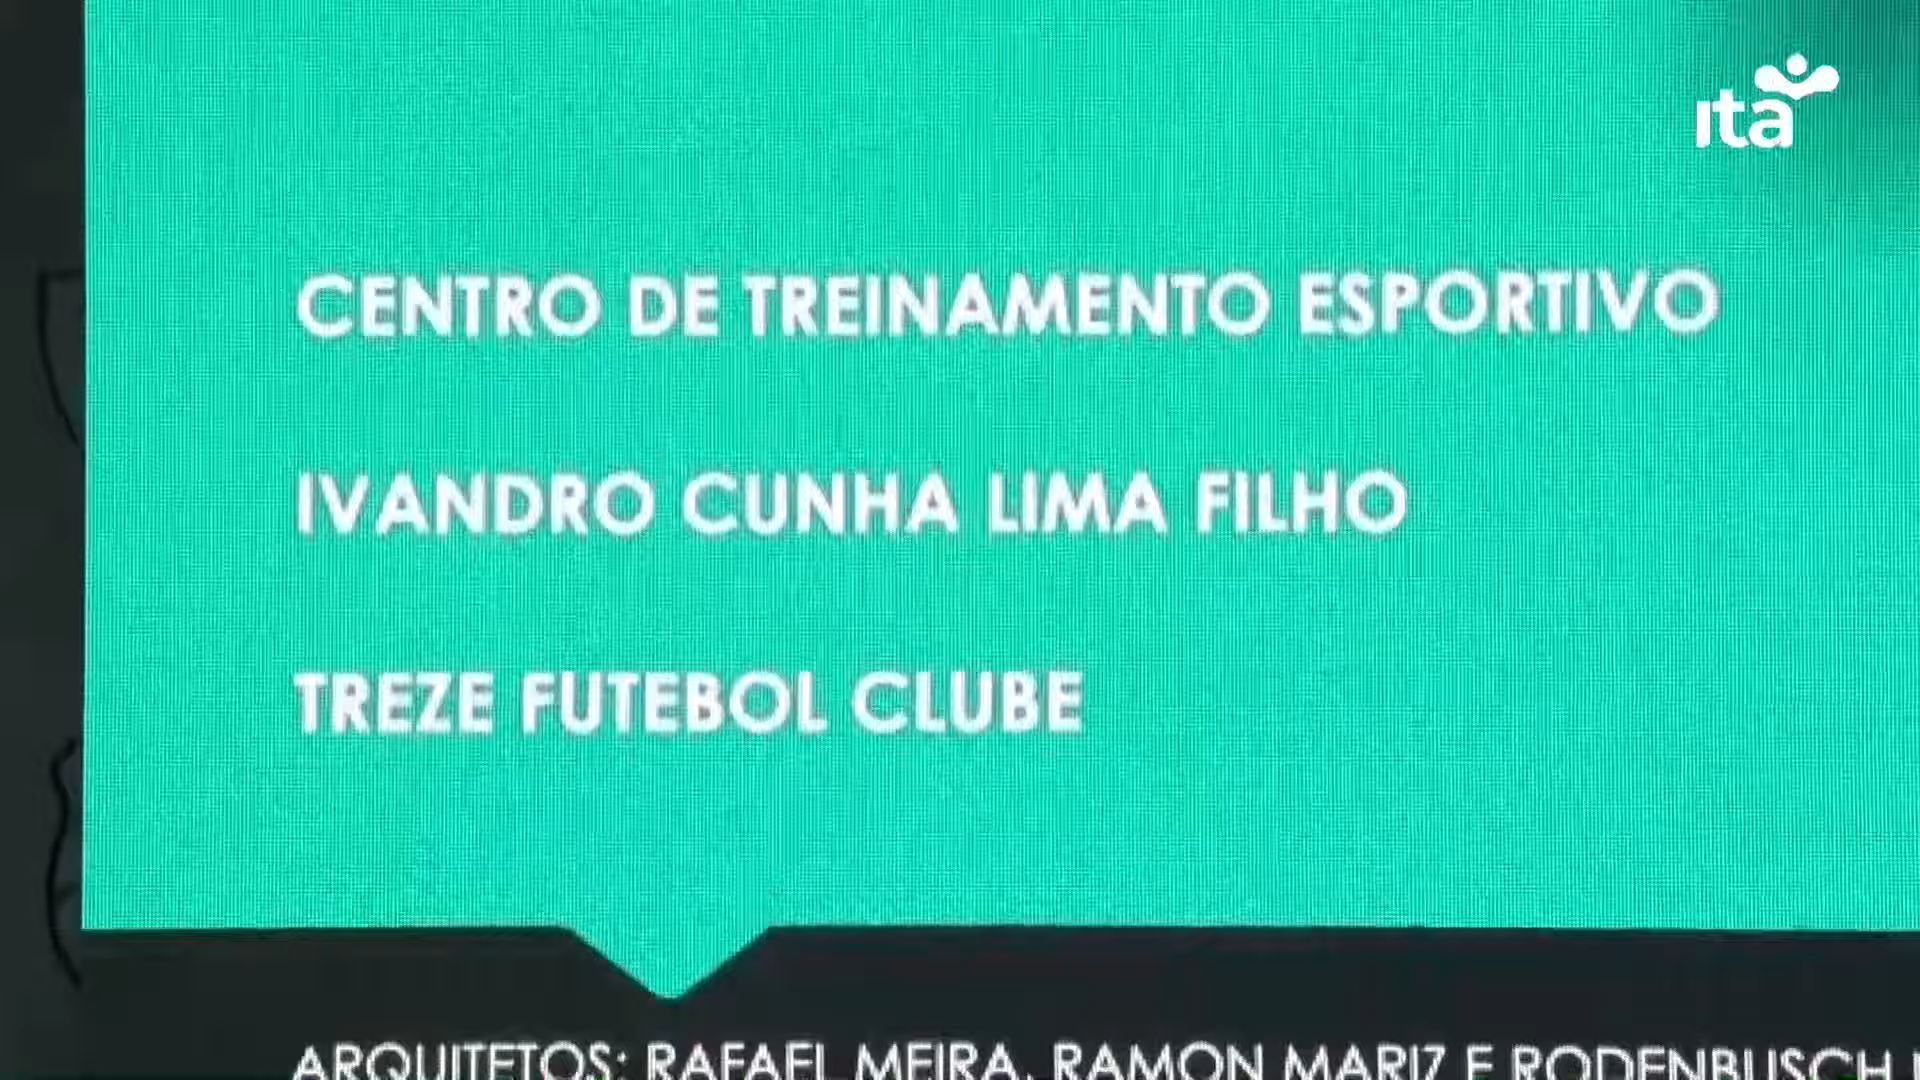 ita
CENTRO DE TREINAMENTO ESPORTIVO
IVANDRO CUNHA LIMA FILHO
TREZE FUTEBOL CLUBE
ARQUITETOS: RAFAEL MEIRA, RAMON MARIZ E RODENBUSCH